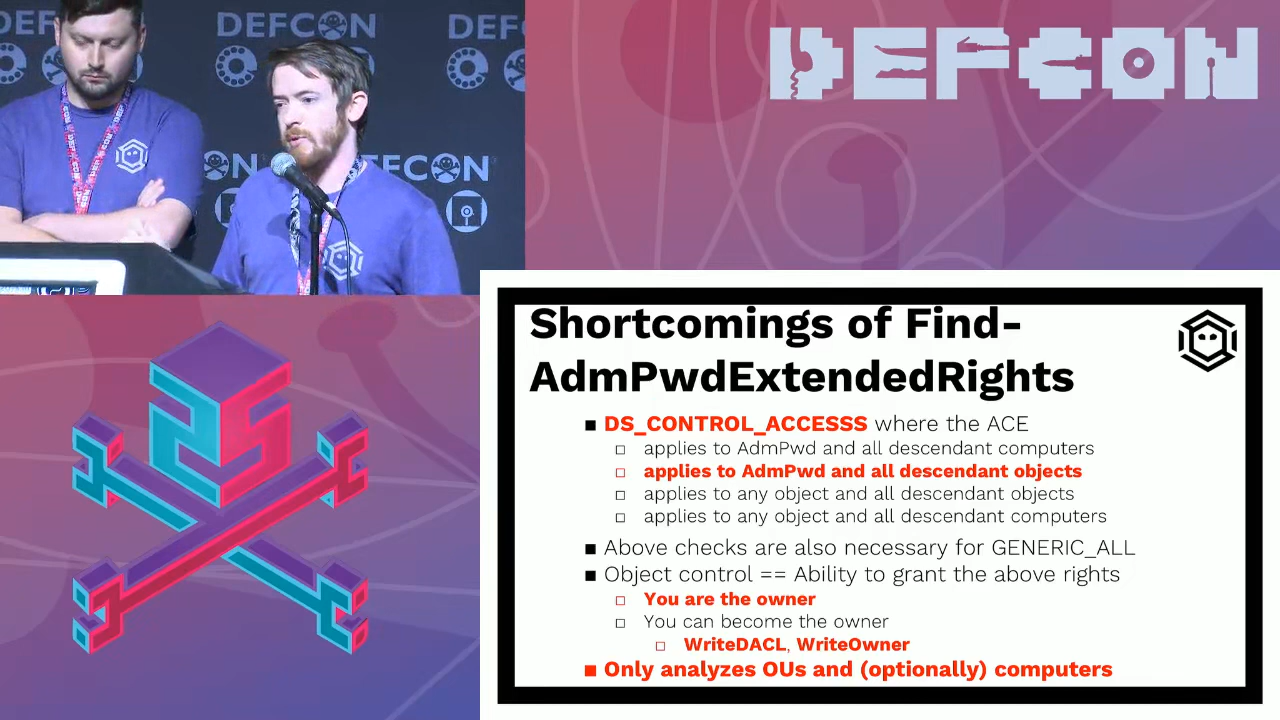 DEFCON
DEFCON
DEFCON
DEFCON
Shortcomings of Find-
AdmPwdExtendedRights
■ DS_CONTROL_ACCESSS where the ACE
□ applies to AdmPwd and all descendant computers
□ applies to AdmPwd and all descendant objects
□ applies to any object and all descendant objects
□ applies to any object and all descendant computers
■ Above checks are also necessary for GENERIC_ALL
■ Object control == Ability to grant the above rights
□ You are the owner
□ You can become the owner
□ WriteDACL, WriteOwner
■ Only analyzes OUs and (optionally) computers